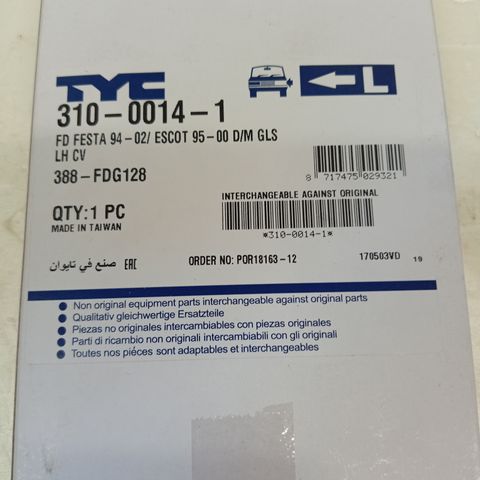 TYC
L
310-0014-1
FD FESTA 94-02/ ESCOT 95-00 D/M GLS
LH CV
388-FDG128
8 717475 029321
INTERCHANGEABLE AGAINST ORIGINAL
QTY:1 PC
MADE IN TAIWAN
*310-0014-1*
صنع في تايوان EAC ORDER NO: POR18163-12 170503VD 19
Non original equipment parts interchangeable against original parts
Qualitativ gleichwertige Ersatzteile
Piezas no originales intercambiables con piezas originales
Parti di ricambio non originali intercambiabili con gli originali
Toutes nos piéces sont adaptables et interchangeables